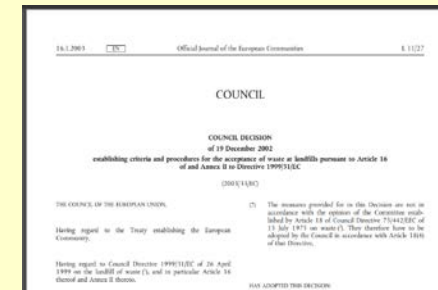 16.1.2003
EN
Official Journal of the European Communities
L 11/27
COUNCIL
COUNCIL DECISION
of 19 December 2002
establishing criteria and procedures for the acceptance of waste at landfills pursuant to Article 16
of and Annex II to Directive 1999/31/EC
(2003/33/EC)
THE COUNCIL OF THE EUROPEAN UNION,
Having regard to the Treaty establishing the European
Community,
Having regard to Council Directive 1999/31/EC of 26 April
1999 on the landfill of waste (¹), and in particular Article 16
thereof and Annex II thereto,
(7) The measures provided for in this Decision are not in
accordance with the opinion of the Committee estab-
lished by Article 18 of Council Directive 75/442/EEC of
15 July 1975 on waste (²). They therefore have to be
adopted by the Council in accordance with Article 18(4)
of that Directive,
HAS ADOPTED THIS DECISION: